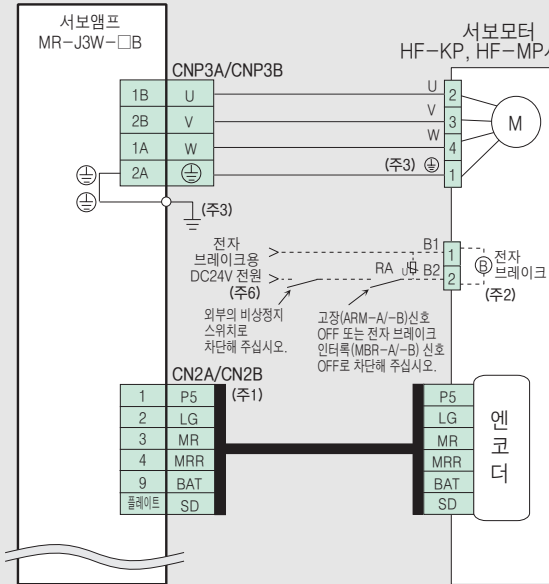 서보앰프
MR-J3W-□B
서보모터
HF-KP, HF-MP
CNP3A/CNP3B
1B U
2B V
1A W
2A
(주3)
U 2
V 3
W 4
(주3) 1
M
전자
브레이크용
DC24V 전원
(주6)
외부의 비상정지
스위치로
차단해 주십시오.
RA U
B1 1
B2 2
고장(ARM-A/-B)신호
OFF 또는 전자 브레이크
인터록(MBR-A/-B) 신호
OFF로 차단해 주십시오.
B 전자
브레이크
(주2)
CN2A/CN2B
(주1)
1 P5
2 LG
3 MR
4 MRR
9 BAT
플레이트 SD
P5
LG
MR
MRR
BAT
SD
엔
코
더